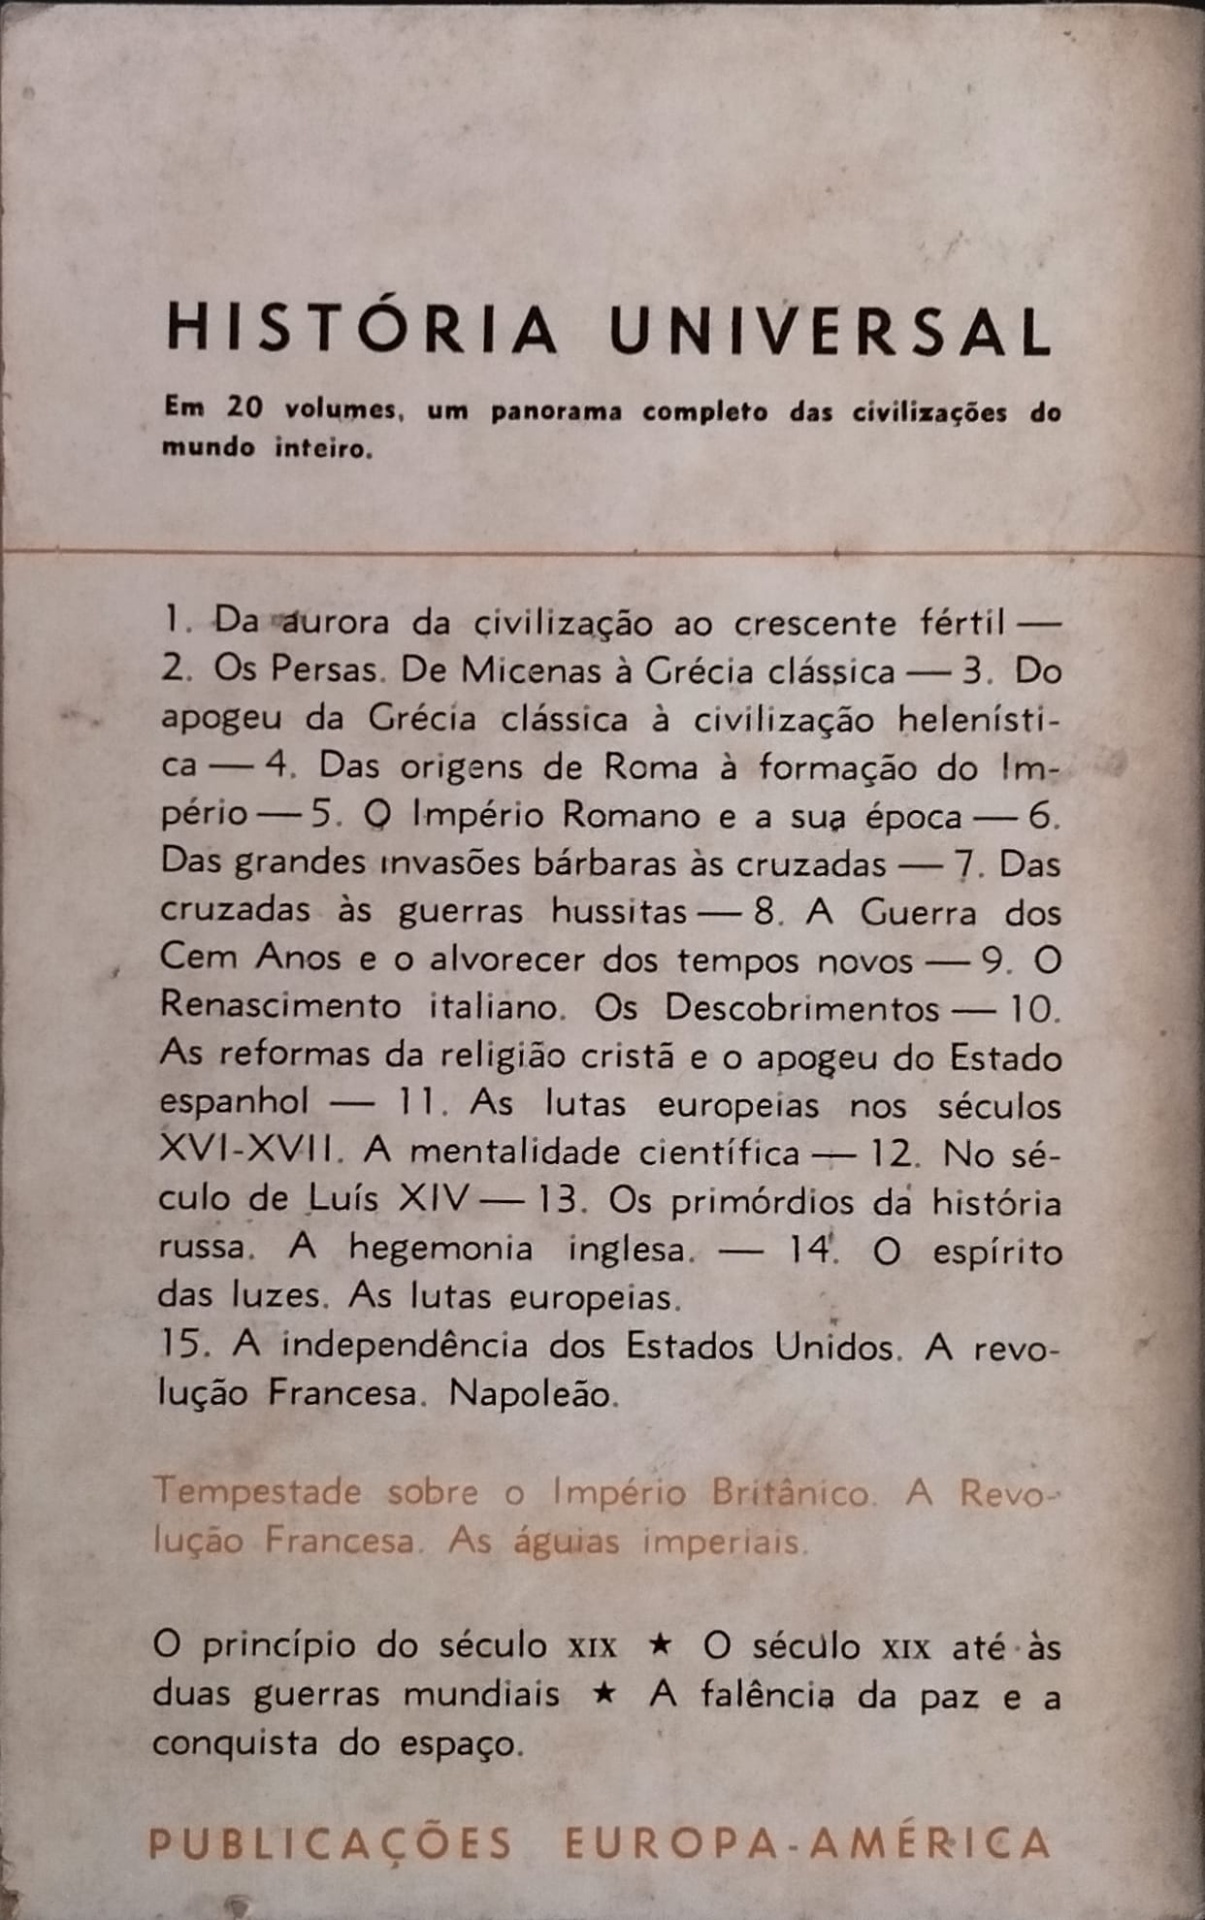 HISTÓRIA UNIVERSAL
Em 20 volumes, um panorama completo das civilizações do
mundo inteiro.
1. Da aurora da civilização ao crescente fértil —
2. Os Persas. De Micenas à Grécia clássica — 3. Do
apogeu da Grécia clássica à civilização helenísti-
ca — 4. Das origens de Roma à formação do Im-
pério — 5. O Império Romano e a sua época — 6.
Das grandes invasões bárbaras às cruzadas — 7. Das
cruzadas às guerras hussitas — 8. A Guerra dos
Cem Anos e o alvorecer dos tempos novos — 9. O
Renascimento italiano. Os Descobrimentos — 10.
As reformas da religião cristã e o apogeu do Estado
espanhol — 11. As lutas europeias nos séculos
XVI-XVII. A mentalidade científica — 12. No sé-
culo de Luís XIV — 13. Os primórdios da história
russa. A hegemonia inglesa. — 14. O espírito
das luzes. As lutas europeias.
15. A independência dos Estados Unidos. A revo-
lução Francesa. Napoleão.
Tempestade sobre o Império Britânico. A Revo-
lução Francesa. As águias imperiais.
O princípio do século XIX ★ O século XIX até às
duas guerras mundiais ★ A falência da paz e a
conquista do espaço.
PUBLICAÇÕES EUROPA-AMÉRICA